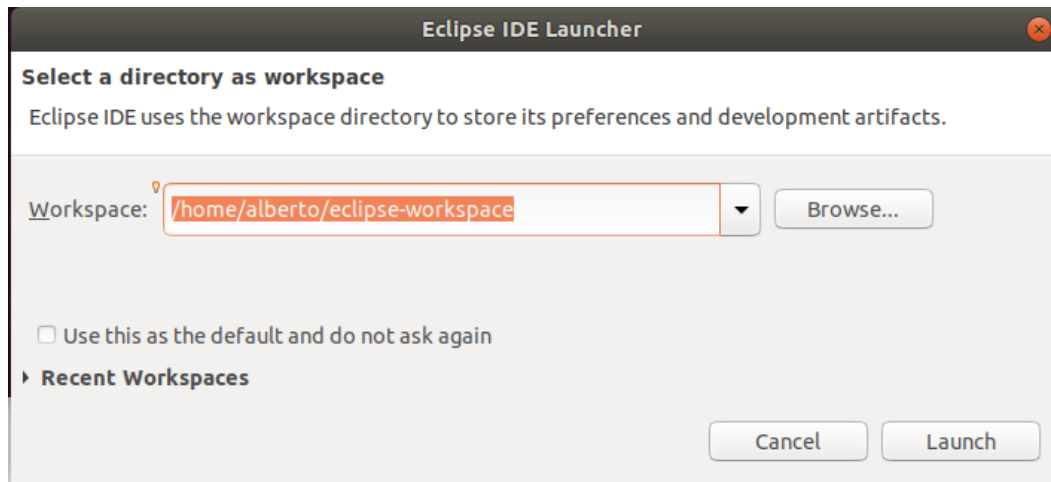 Eclipse IDE Launcher
Select a directory as workspace
Eclipse IDE uses the workspace directory to store its preferences and development artifacts.
Workspace: /home/alberto/eclipse-workspace Browse...
Use this as the default and do not ask again
Recent Workspaces
Cancel Launch